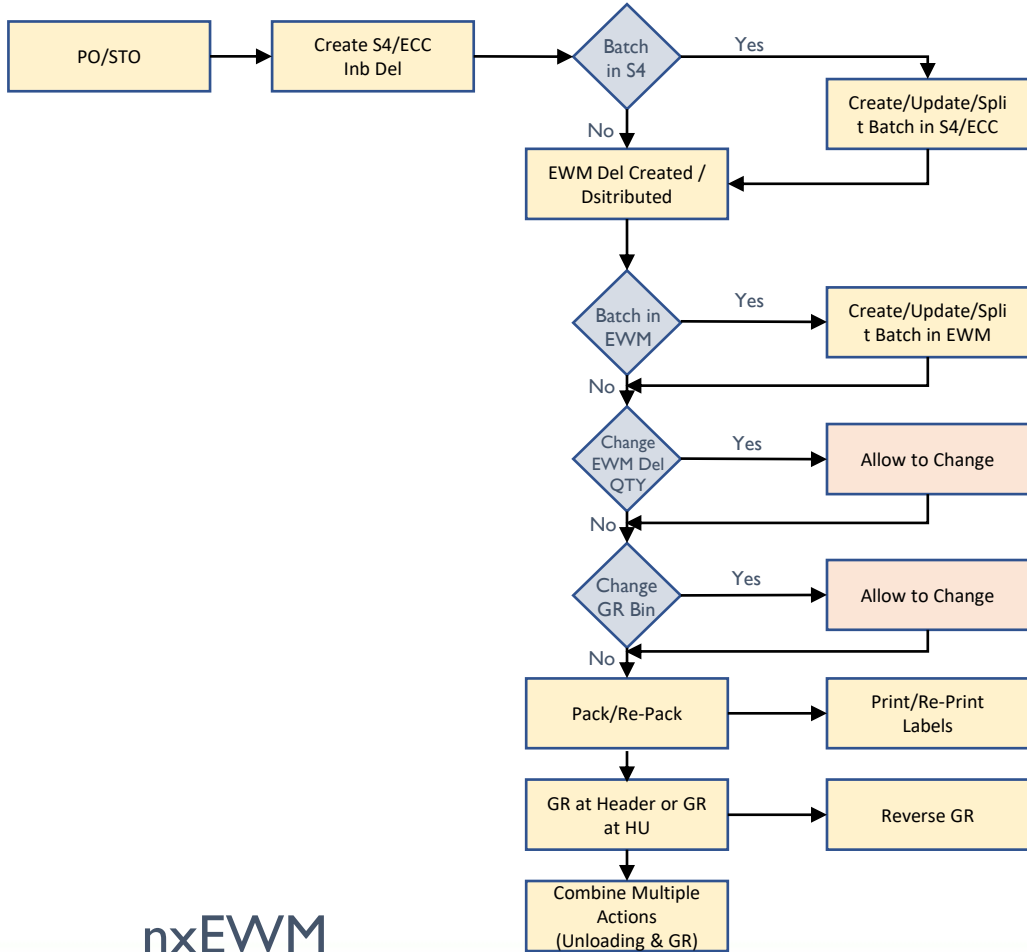 PO/STO
Create S4/ECC
Inb Del
Batch
in S4
Yes
Create/Update/Spli
t Batch in S4/ECC
No
EWM Del Created /
Dsitributed
Batch in
EWM
Yes
Create/Update/Spli
t Batch in EWM
No
Change
EWM Del
QTY
Yes
Allow to Change
No
Change
GR Bin
Yes
Allow to Change
No
Pack/Re-Pack
Print/Re-Print
Labels
GR at Header or GR
at HU
Reverse GR
Combine Multiple
Actions
(Unloading & GR)
nxEWM